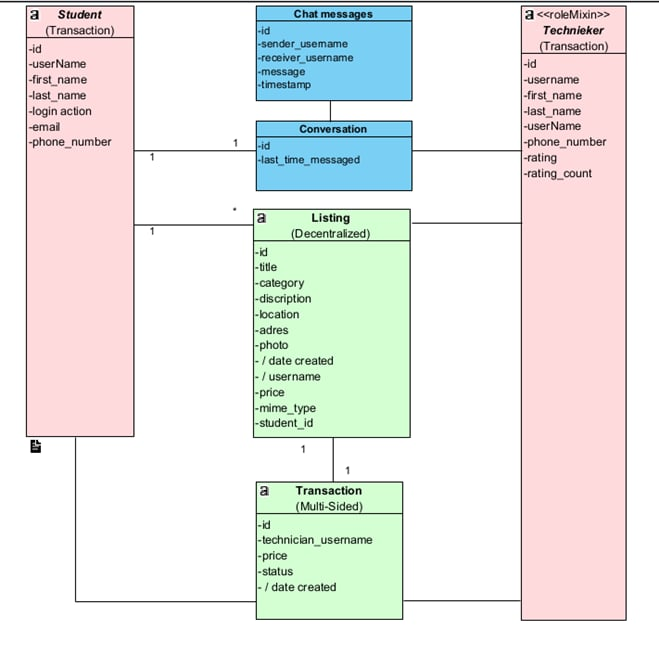 a Student
(Transaction)
-id
-userName
-first_name
-last_name
-login action
-email
-phone_number
Chat messages
-id
-sender_username
-receiver_username
-message
-timestamp
Conversation
-id
-last_time_messaged
1
1
*
1
a Listing
(Decentralized)
-id
-title
-category
-discription
-location
-adres
-photo
- / date created
- / username
-price
-mime_type
-student_id
1
1
a Transaction
(Multi-Sided)
-id
-technician_username
-price
-status
- / date created
a <<roleMixin>>
Technieker
(Transaction)
-id
-username
-first_name
-last_name
-userName
-phone_number
-rating
-rating_count